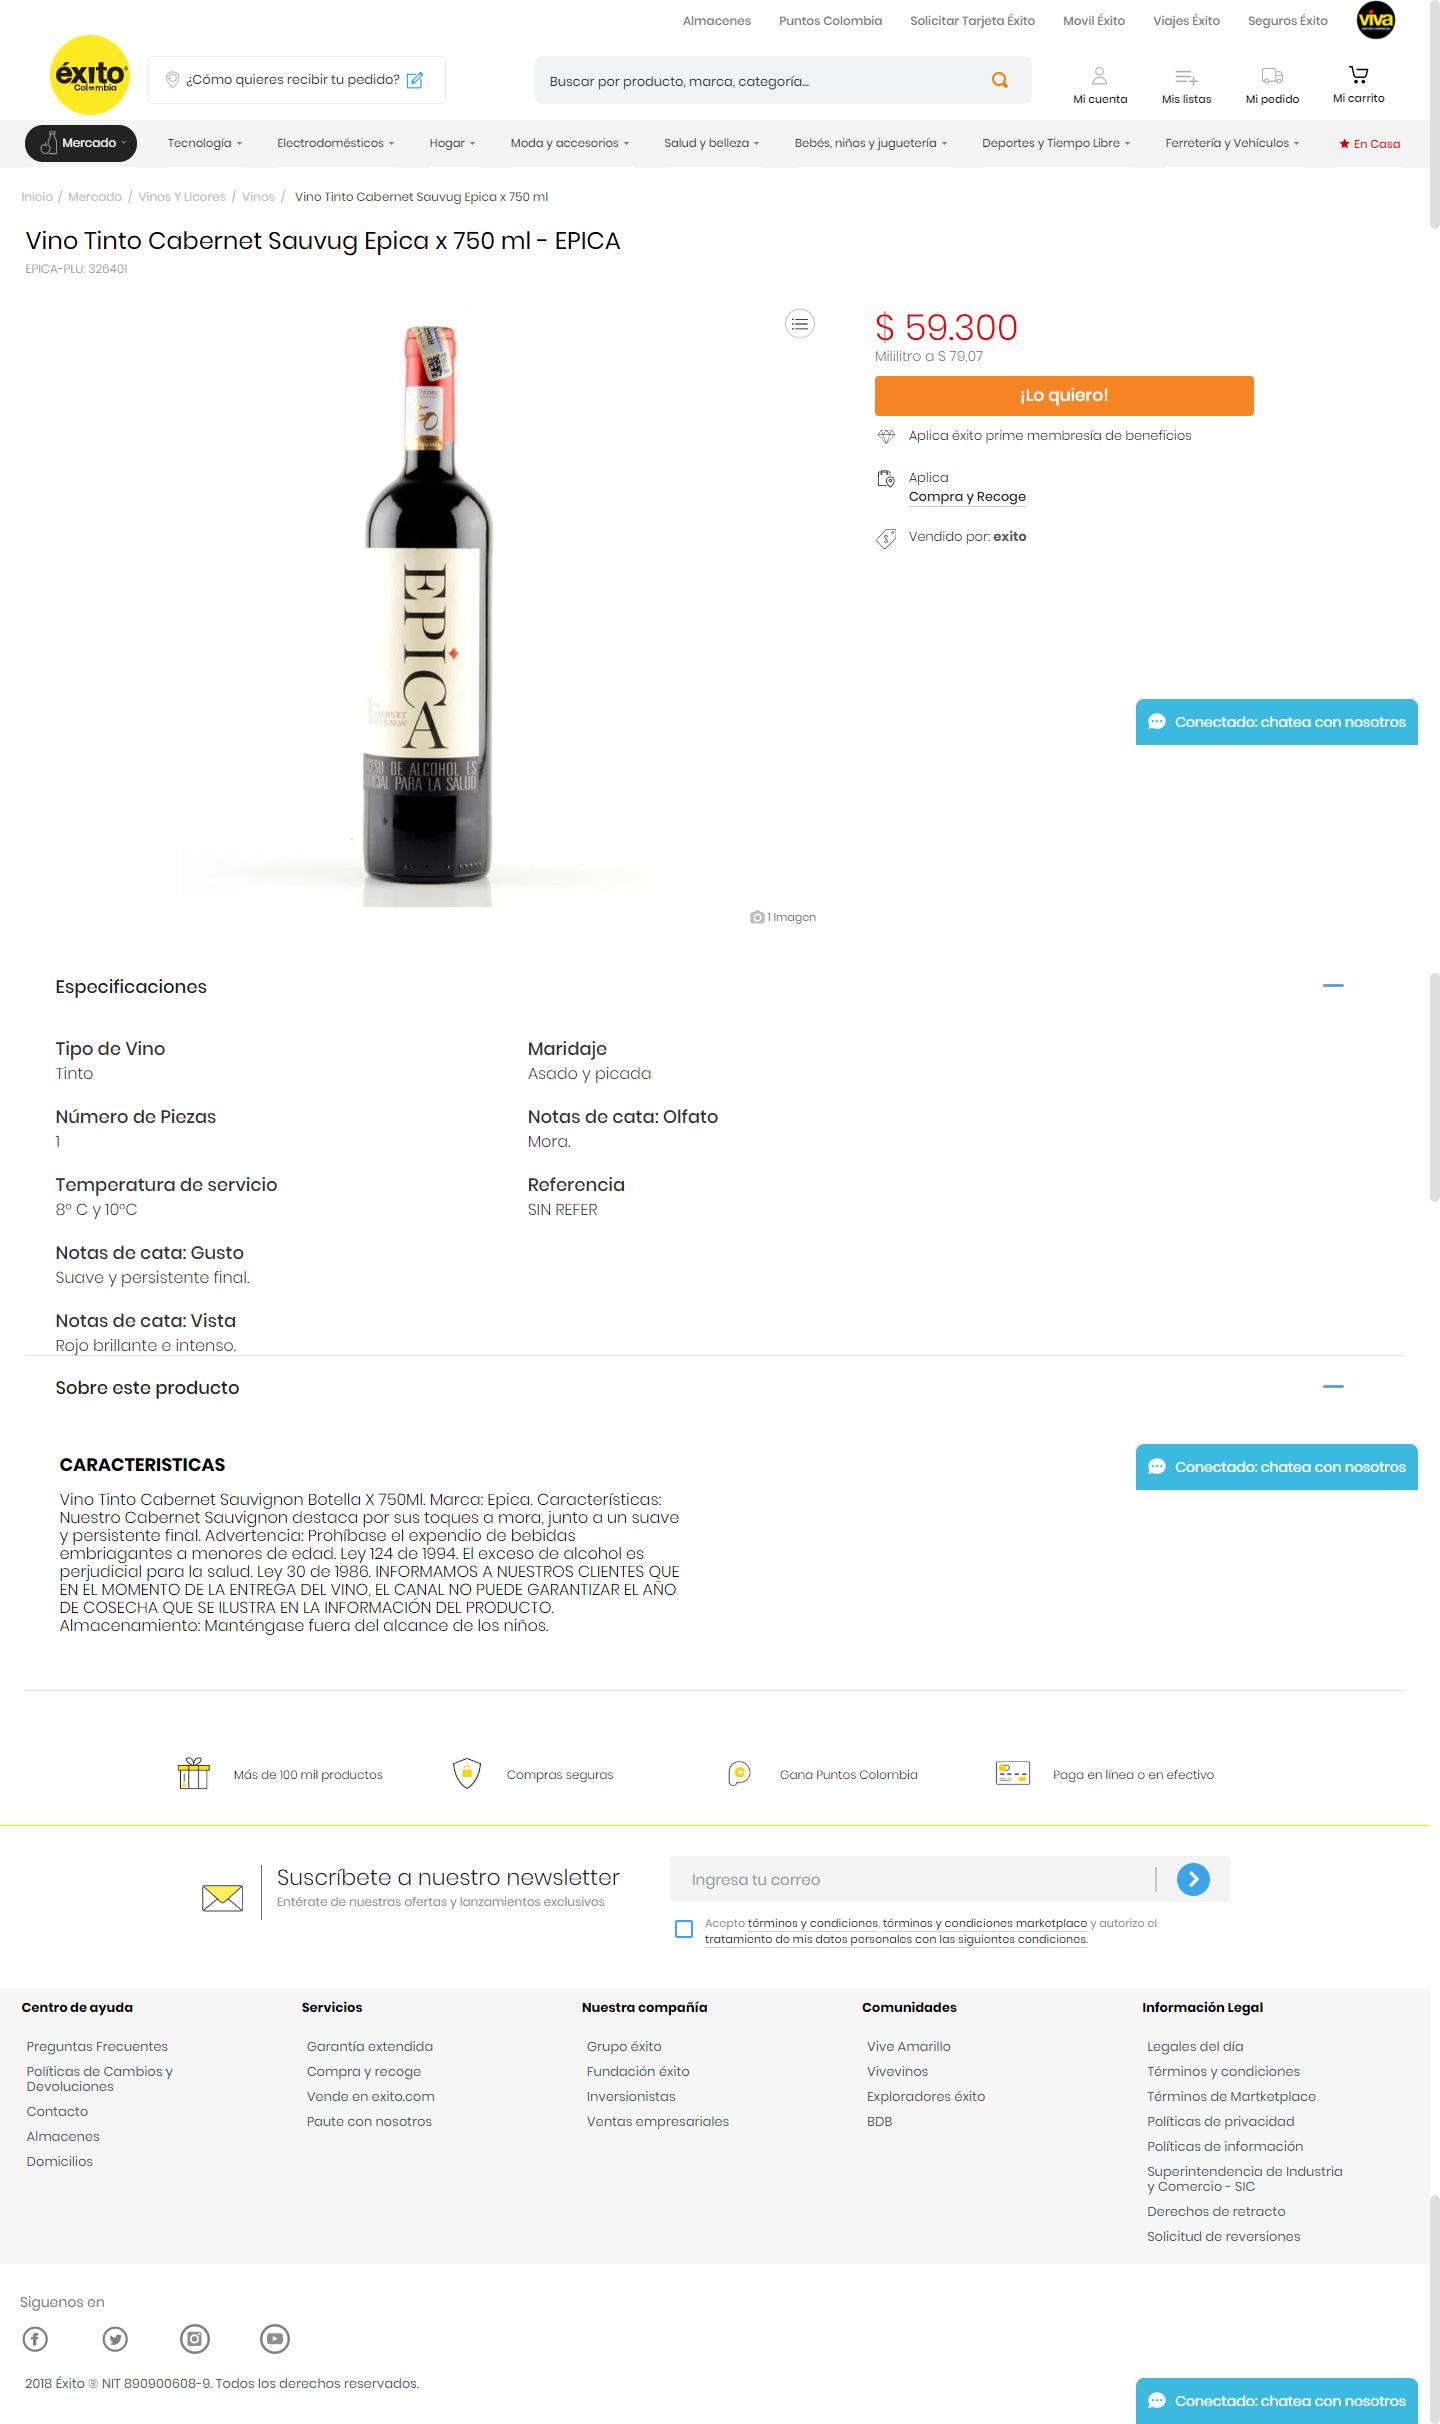 Almacenes Puntos Colombia Solicitar Tarjeta Éxito Movil Éxito Viajes Éxito Seguros Éxito viva
éxito
Colombia
¿Cómo quieres recibir tu pedido?
Buscar por producto, marca, categoría...
Mi cuenta Mis listas Mi pedido Mi carrito
Mercado Tecnología Electrodomésticos Hogar Moda y accesorios Salud y belleza Bebés, niños y juguetería Deportes y Tiempo Libre Ferretería y Vehículos En Casa
Inicio / Mercado / Vinos Y Licores / Vinos / Vino Tinto Cabernet Sauvug Epica x 750 ml
Vino Tinto Cabernet Sauvug Epica x 750 ml - EPICA
EPICA-PLU: 326401
EPICA
$ 59.300
Mililitro a $ 79,07
¡Lo quiero!
Aplica éxito prime membresía de beneficios
Aplica
Compra y Recoge
Vendido por: exito
DE ALCOHOL ES
PARA LA SALUD
Conectado: chatea con nosotros
1 Imagen
Especificaciones
Tipo de Vino
Tinto
Maridaje
Asado y picada
Número de Piezas
1
Notas de cata: Olfato
Mora.
Temperatura de servicio
8° C y 10°C
Referencia
SIN REFER
Notas de cata: Gusto
Suave y persistente final.
Notas de cata: Vista
Rojo brillante e intenso.
Sobre este producto
CARACTERISTICAS
Conectado: chatea con nosotros
Vino Tinto Cabernet Sauvignon Botella X 750Ml. Marca: Epica. Características:
Nuestro Cabernet Sauvignon destaca por sus toques a mora, junto a un suave
y persistente final. Advertencia: Prohíbase el expendio de bebidas
embriagantes a menores de edad. Ley 124 de 1994. El exceso de alcohol es
perjudicial para la salud. Ley 30 de 1986. INFORMAMOS A NUESTROS CLIENTES QUE
EN EL MOMENTO DE LA ENTREGA DEL VINO, EL CANAL NO PUEDE GARANTIZAR EL AÑO
DE COSECHA QUE SE ILUSTRA EN LA INFORMACIÓN DEL PRODUCTO.
Almacenamiento: Manténgase fuera del alcance de los niños.
Más de 100 mil productos Compras seguras Gana Puntos Colombia Paga en línea o en efectivo
Suscríbete a nuestro newsletter
Entérate de nuestras ofertas y lanzamientos exclusivos
Ingresa tu correo
Acepto términos y condiciones, términos y condiciones marketplace y autorizo el
tratamiento de mis datos personales con las siguientes condiciones.
Centro de ayuda
Preguntas Frecuentes
Políticas de Cambios y
Devoluciones
Contacto
Almacenes
Domicilios
Servicios
Garantía extendida
Compra y recoge
Vende en exito.com
Paute con nosotros
Nuestra compañía
Grupo éxito
Fundación éxito
Inversionistas
Ventas empresariales
Comunidades
Vive Amarillo
Vivevinos
Exploradores éxito
BDB
Información Legal
Legales del día
Términos y condiciones
Términos de Martketplace
Políticas de privacidad
Políticas de información
Superintendencia de Industria
y Comercio - SIC
Derechos de retracto
Solicitud de reversiones
Siguenos en
2018 Éxito ® NIT 890900608-9. Todos los derechos reservados.
Conectado: chatea con nosotros